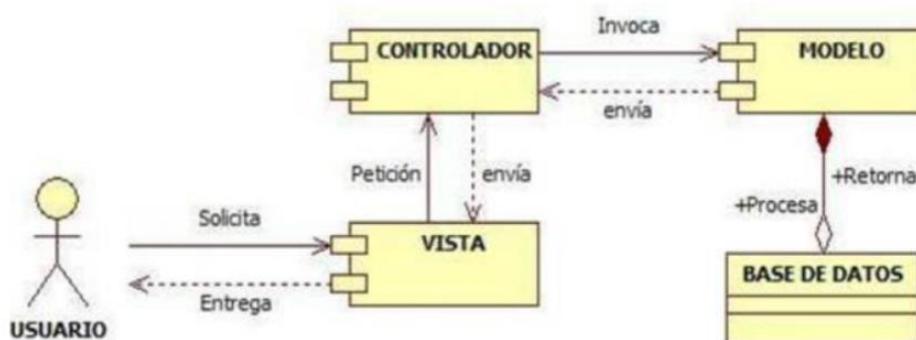 Invoca
CONTROLADOR
MODELO
envía
Petición
envía
+Retorna
+Procesa
Solicita
VISTA
BASE DE DATOS
Entrega
USUARIO